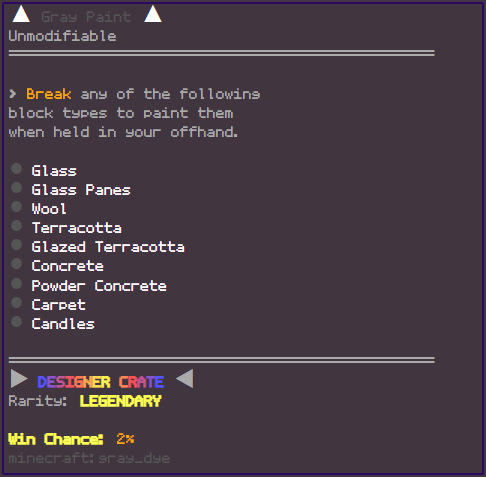 ▲ Gray Paint ▲
Unmodifiable
> Break any of the following
block types to paint them
when held in your offhand.
● Glass
● Glass Panes
● Wool
● Terracotta
● Glazed Terracotta
● Concrete
● Powder Concrete
● Carpet
● Candles
▶ DESIGNER CRATE ◀
Rarity: LEGENDARY
Win Chance: 2%
minecraft:gray_dye